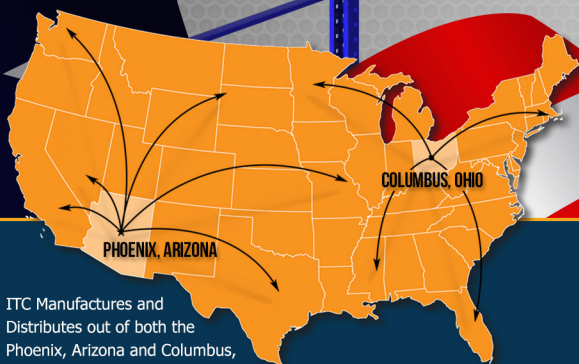 COLUMBUS, OHIO
PHOENIX, ARIZONA
ITC Manufactures and
Distributes out of both the
Phoenix, Arizona and Columbus,